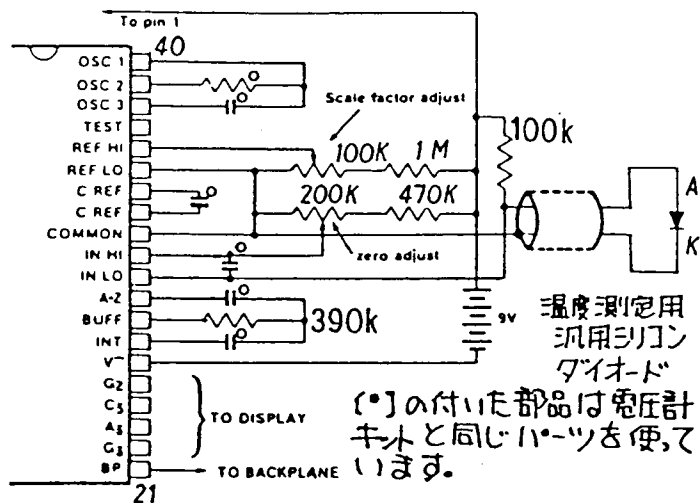 To pin 1
40
OSC 1
OSC 2
OSC 3
TEST
REF HI
REF LO
C REF
C REF
COMMON
IN HI
IN LO
A-Z
BUFF
INT
V−
G2
C3
A3
G3
BP
21
Scale factor adjust
100K
1M
200K
470K
zero adjust
100k
A
K
390k
9V
TO DISPLAY
TO BACKPLANE
温度測定用
汎用シリコン
ダイオード
(°)の付いた部品は電圧計
キットと同じパーツを使って
います。